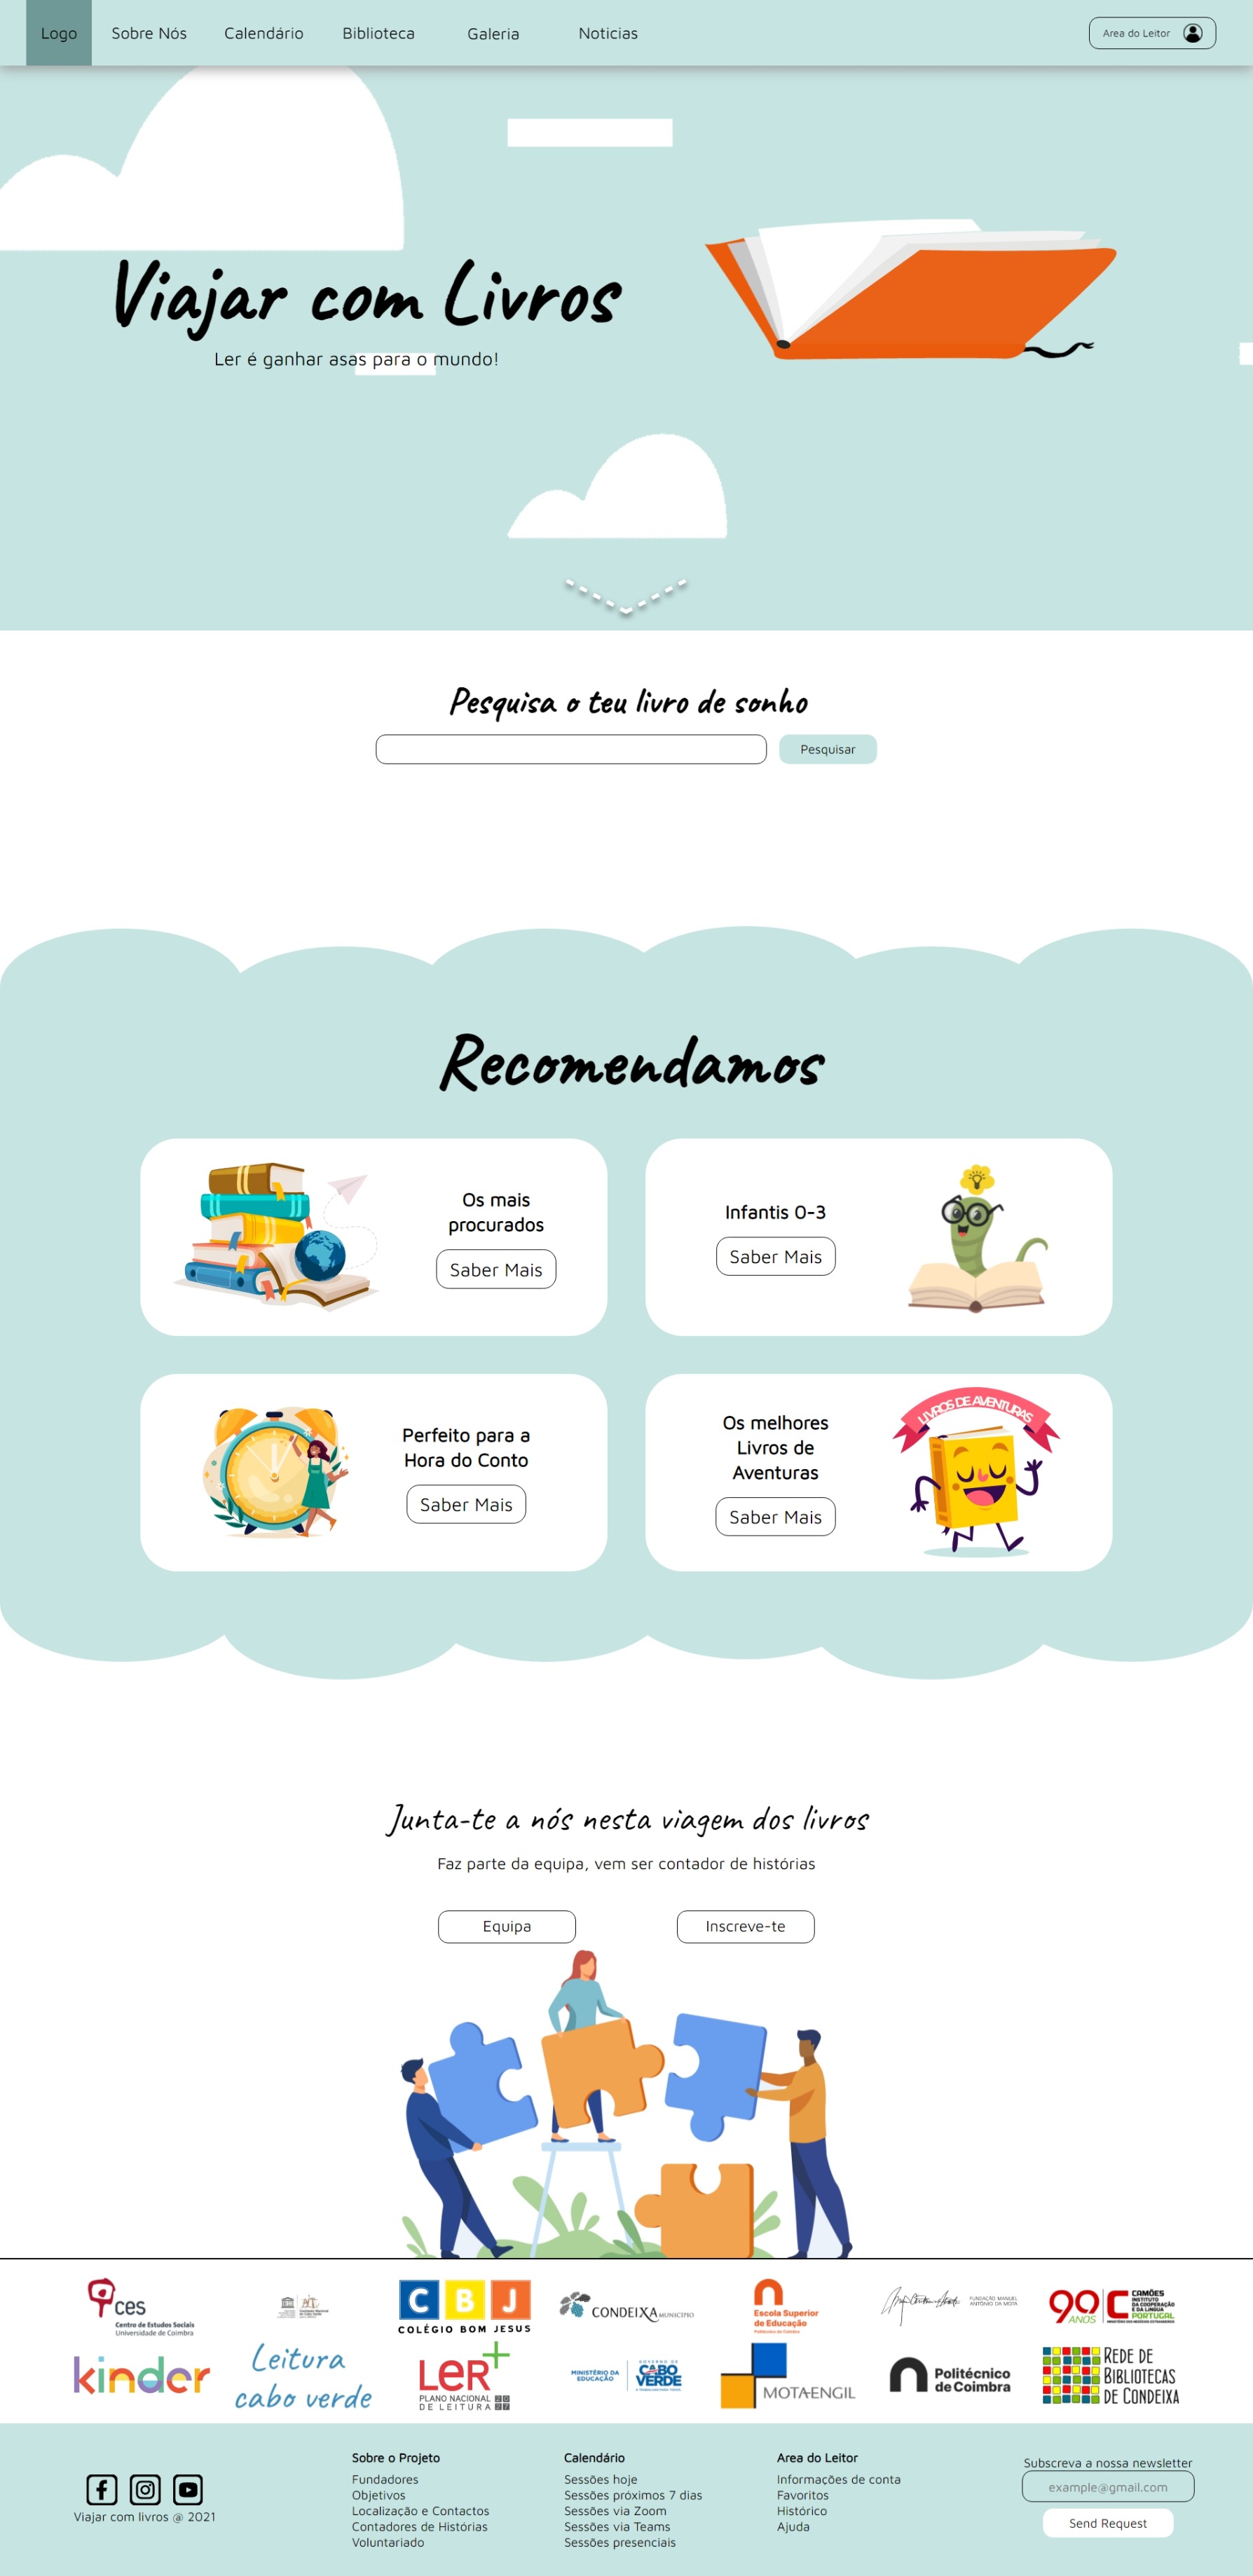 Logo
Sobre Nós
Calendário
Biblioteca
Galeria
Noticias
Area do Leitor
Viajar com Livros
Ler é ganhar asas para o mundo!
Pesquisa o teu livro de sonho
Pesquisar
Recomendamos
Os mais
procurados
Saber Mais
Infantis 0-3
Saber Mais
Perfeito para a
Hora do Conto
Saber Mais
Os melhores
Livros de
Aventuras
Saber Mais
LIVROS DE AVENTURAS
Junta-te a nós nesta viagem dos livros
Faz parte da equipa, vem ser contador de histórias
Equipa
Inscreve-te
ces
Centro de Estudos Sociais
Universidade de Coimbra
CBJ
COLÉGIO BOM JESUS
CONDEIXA MUNICÍPIO
Escola Superior
de Educação
Politécnico de Coimbra
FUNDAÇÃO MANUEL
ANTÓNIO DA MOTA
90 ANOS
CAMÕES
INSTITUTO
DA COOPERAÇÃO
E DA LÍNGUA
PORTUGAL
kinder
Leitura
cabo verde
LeR+
PLANO NACIONAL
DE LEITURA 2027
MINISTÉRIO DA
EDUCAÇÃO
GOVERNO DE
CABO
VERDE
MOTA-ENGIL
Politécnico
de Coimbra
REDE DE
BIBLIOTECAS
DE CONDEIXA
Viajar com livros @ 2021
Sobre o Projeto
Fundadores
Objetivos
Localização e Contactos
Contadores de Histórias
Voluntariado
Calendário
Sessões hoje
Sessões próximos 7 dias
Sessões via Zoom
Sessões via Teams
Sessões presenciais
Area do Leitor
Informações de conta
Favoritos
Histórico
Ajuda
Subscreva a nossa newsletter
example@gmail.com
Send Request